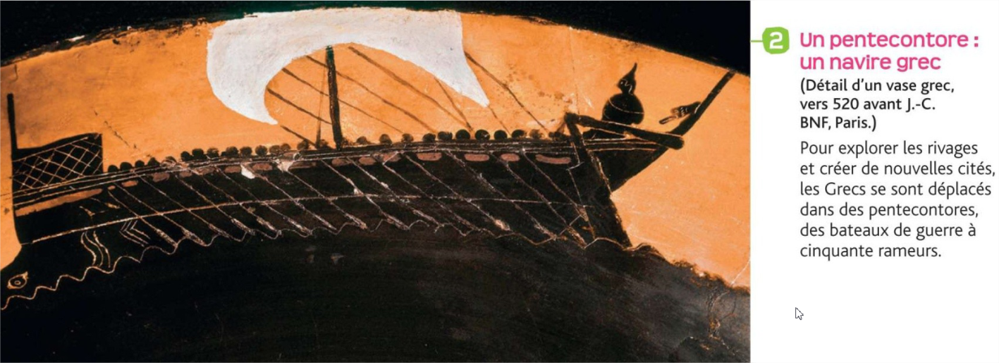 2 Un pentecontore :
un navire grec
(Détail d'un vase grec,
vers 520 avant J.-C.
BNF, Paris.)
Pour explorer les rivages
et créer de nouvelles cités,
les Grecs se sont déplacés
dans des pentecontores,
des bateaux de guerre à
cinquante rameurs.